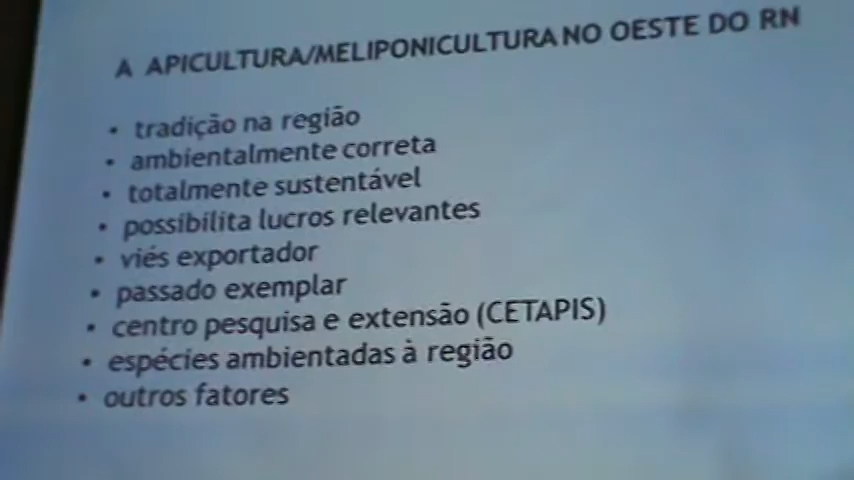 A APICULTURA/MELIPONICULTURA NO OESTE DO RN
• tradição na região
• ambientalmente correta
• totalmente sustentável
• possibilita lucros relevantes
• viés exportador
• passado exemplar
• centro pesquisa e extensão (CETAPIS)
• espécies ambientadas à região
• outros fatores